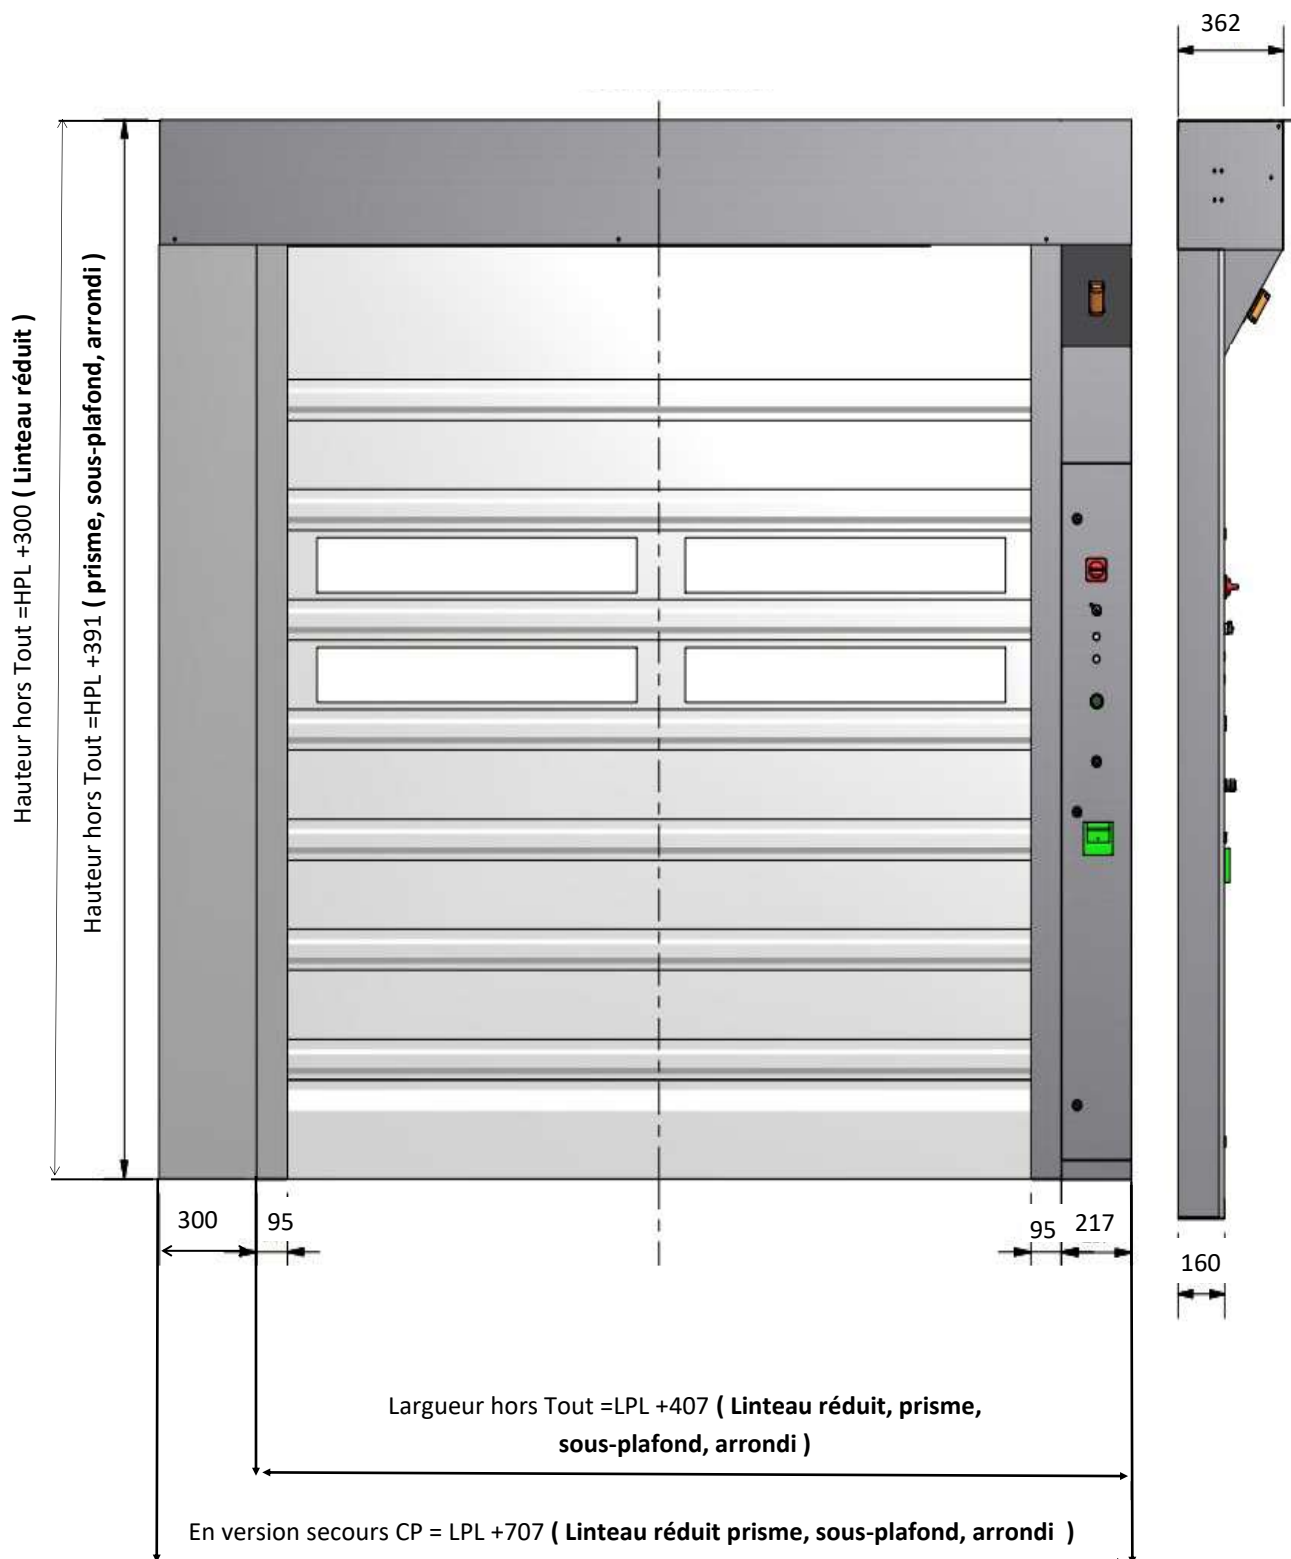 362
Hauteur hors Tout =HPL +300 ( Linteau réduit )
Hauteur hors Tout =HPL +391 ( prisme, sous-plafond, arrondi )
300
95
95
217
160
Largueur hors Tout =LPL +407 ( Linteau réduit, prisme,
sous-plafond, arrondi )
En version secours CP = LPL +707 ( Linteau réduit prisme, sous-plafond, arrondi )